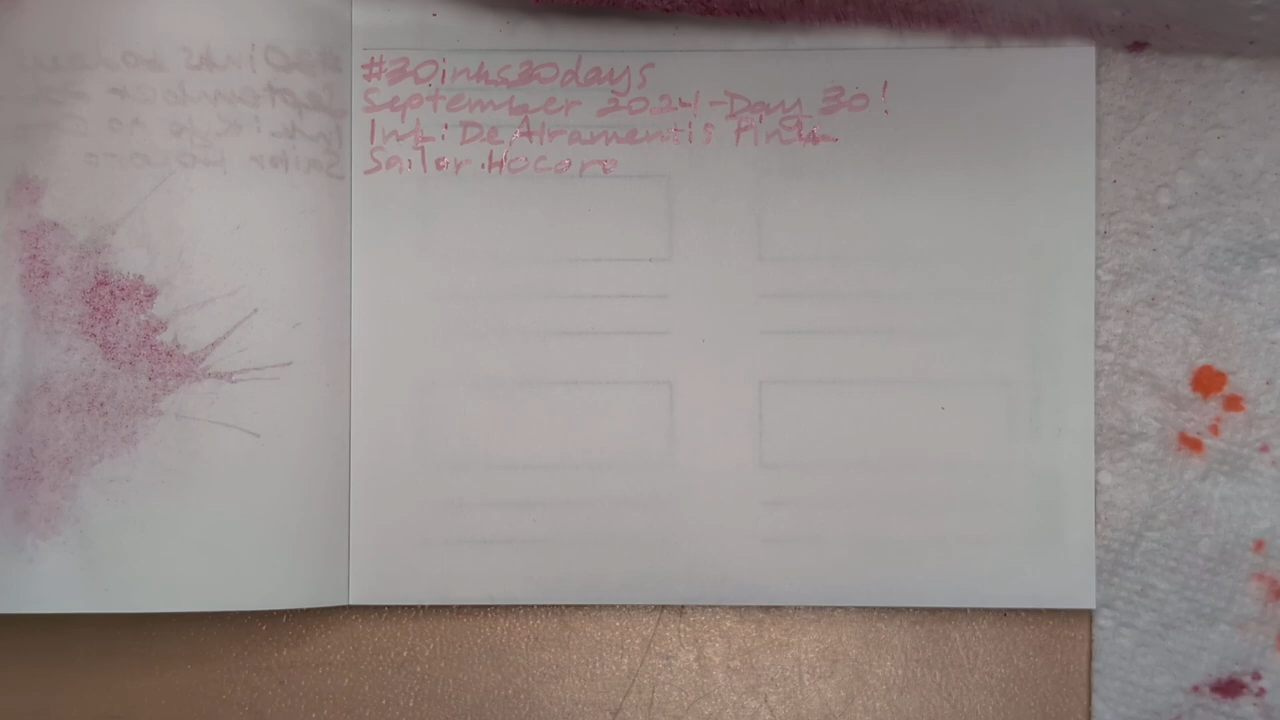 #30inks30days
September 2024-Day 30!
Ink: De Atramentis Pink
Sailor Hocoro